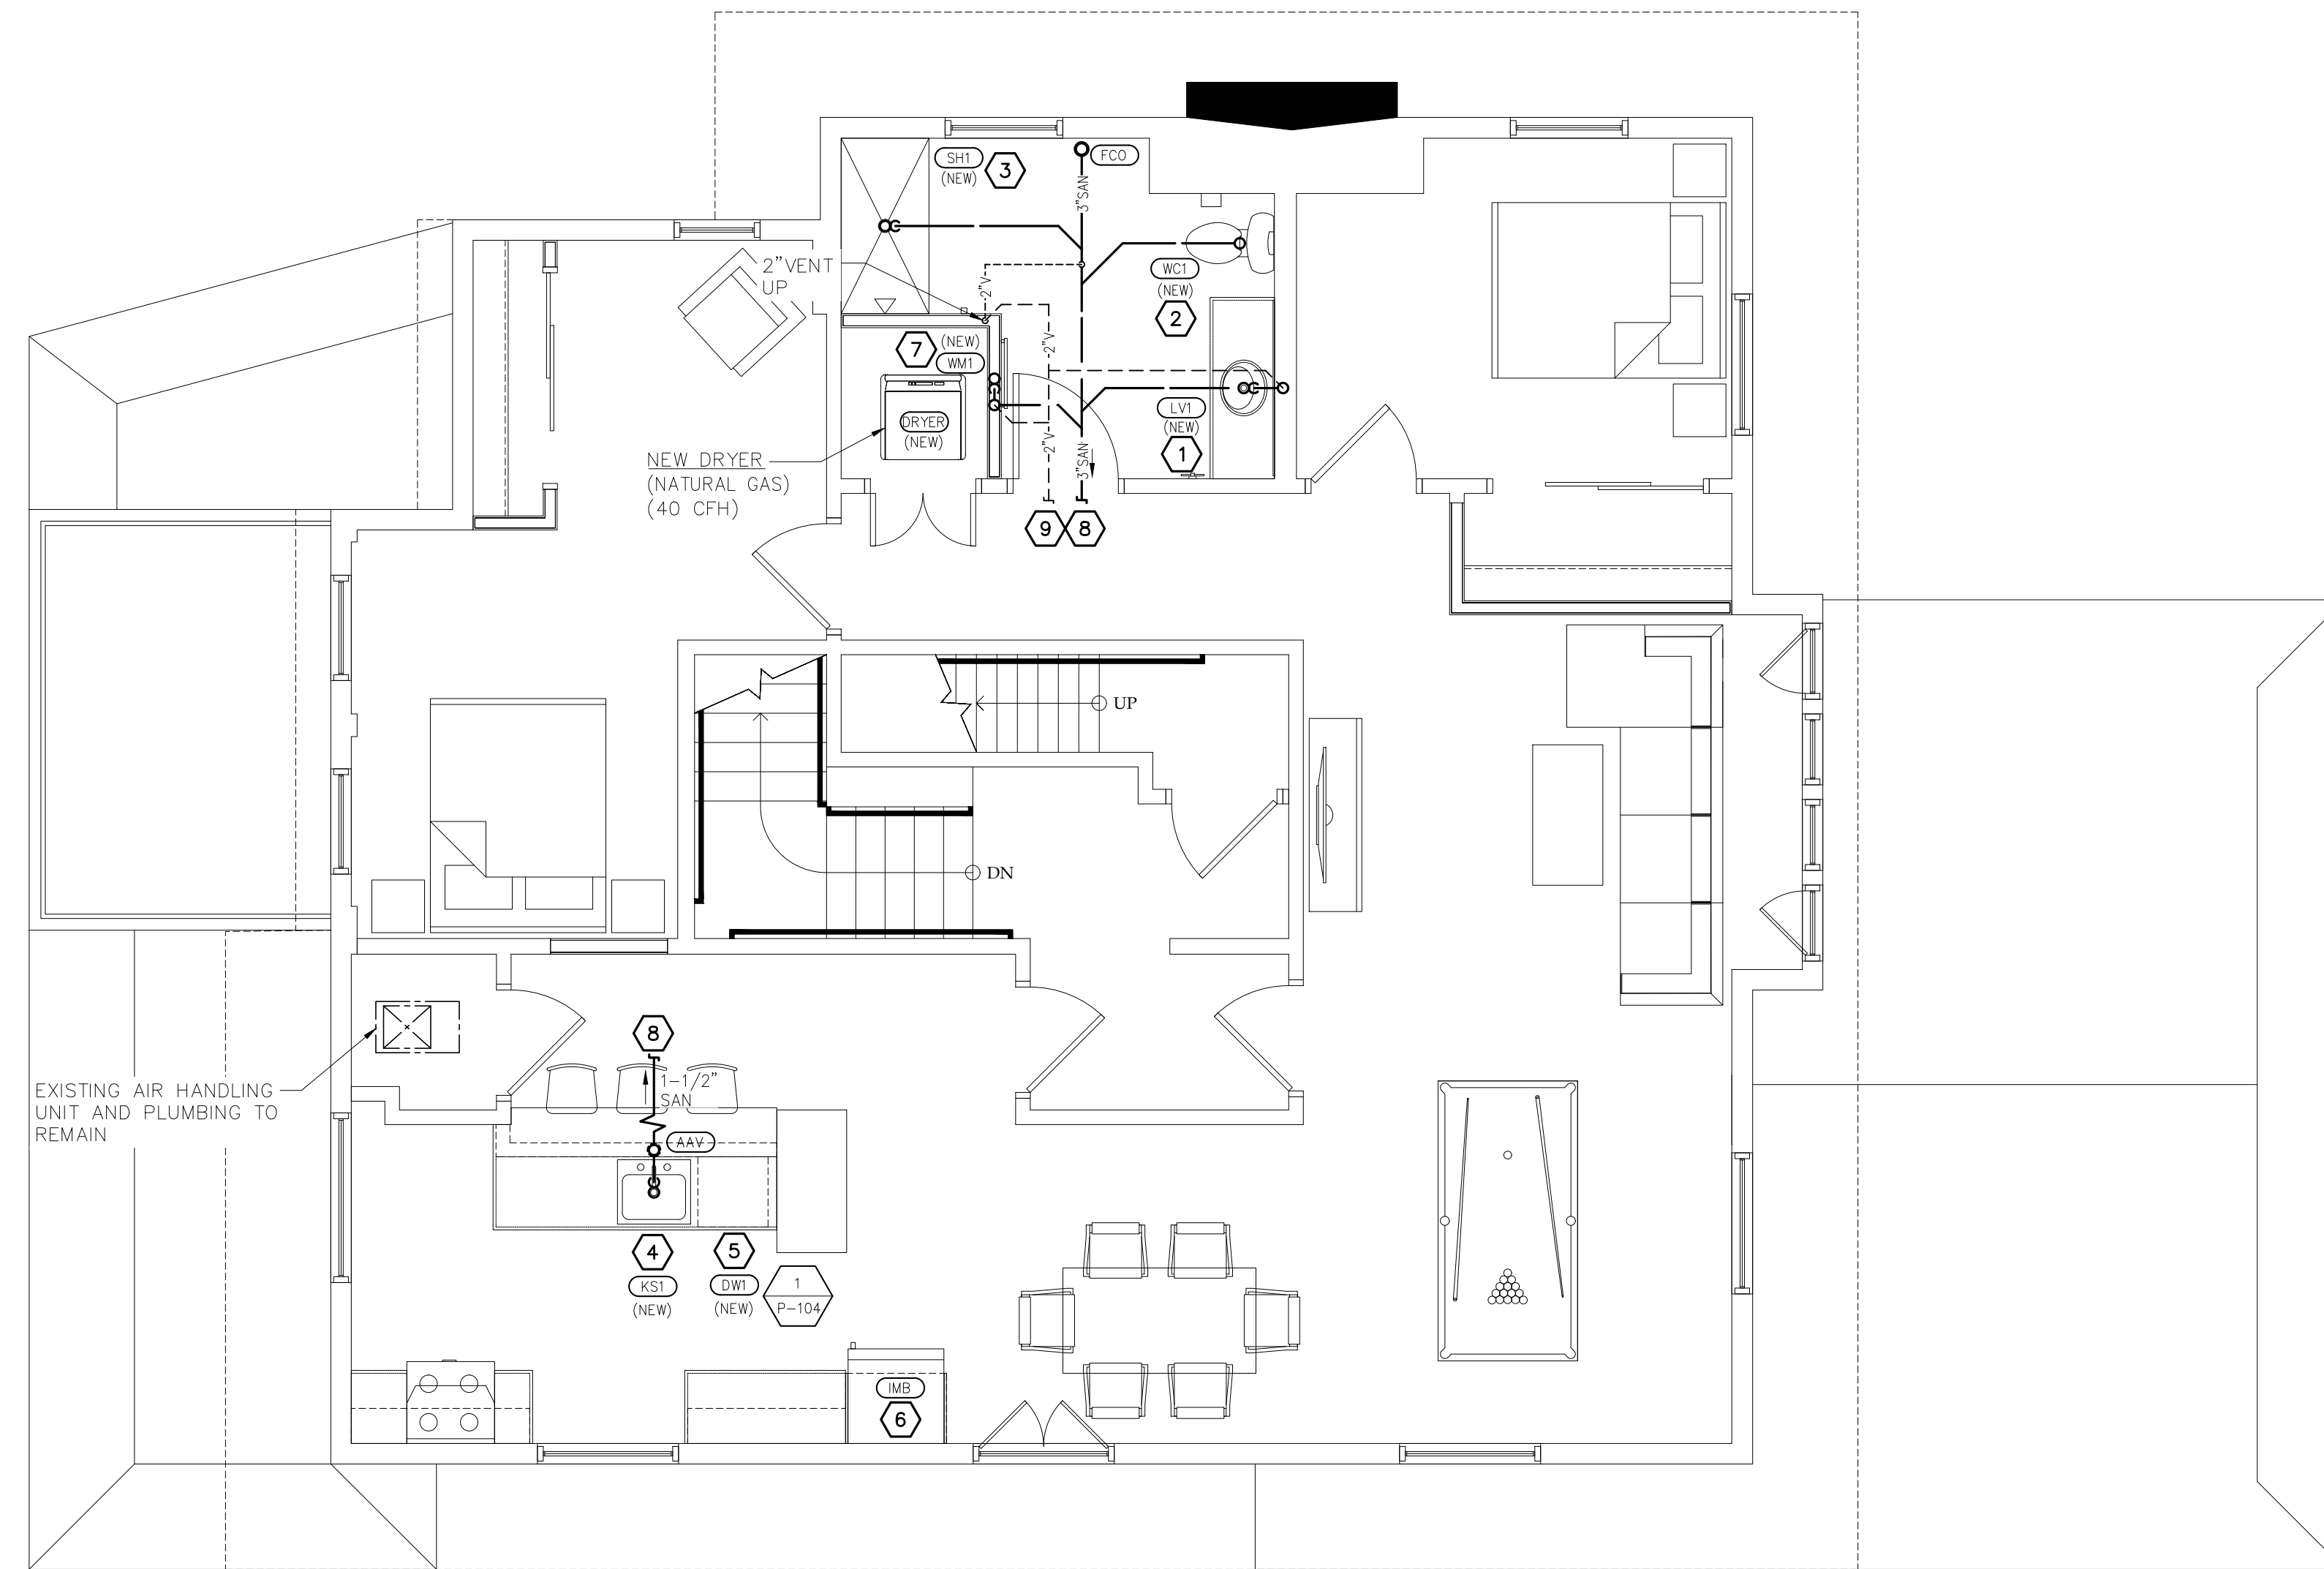 SH1
(NEW)
3
FCO
3"SAN
2"VENT
UP
2"V
WC1
(NEW)
2
7
(NEW)
WM1
2"V
DRYER
(NEW)
LV1
(NEW)
1
NEW DRYER
(NATURAL GAS)
(40 CFH)
2"V
3"SAN
9
8
UP
DN
8
1-1/2"
SAN
EXISTING AIR HANDLING
UNIT AND PLUMBING TO
REMAIN
AAV
4
KS1
(NEW)
5
DW1
(NEW)
1
P-104
IMB
6